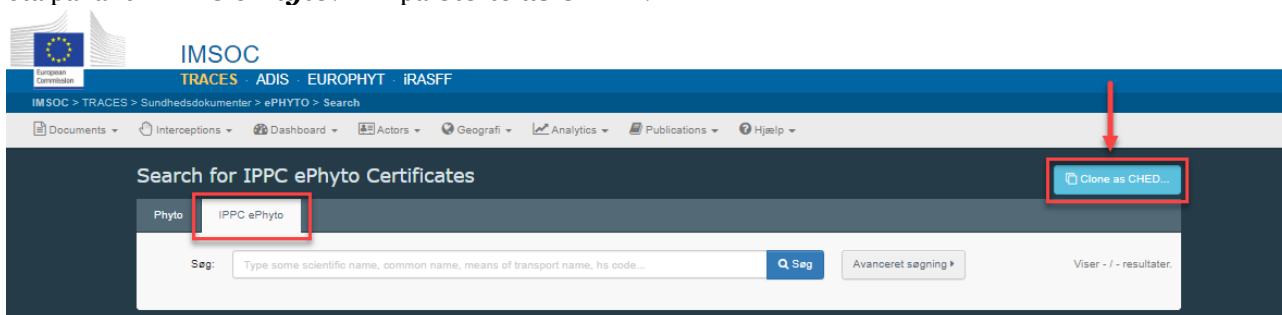 IMSOC
European
Commission
TRACES · ADIS · EUROPHYT · iRASFF
IMSOC > TRACES > Sundhedsdokumenter > ePHYTO > Search
Documents Interceptions Dashboard Actors Geografi Analytics Publications Hjælp
Search for IPPC ePhyto Certificates
Clone as CHED...
Phyto IPPC ePhyto
Søg: Type some scientific name, common name, means of transport name, hs code... Søg Avanceret søgning Viser - / - resultater.